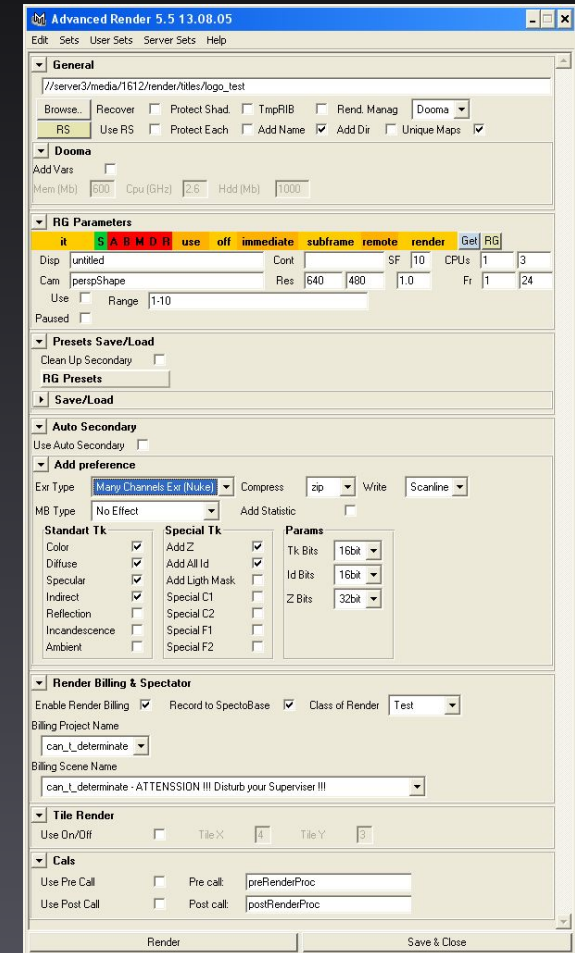 Advanced Render 5.5 13.08.05
Edit Sets User Sets Server Sets Help
General
//server3/media/1612/render/titles/logo_test
Browse.. Recover Protect Shad. TmpRIB Rend. Manag Dooma
RS Use RS Protect Each Add Name Add Dir Unique Maps
Dooma
Add Vars
Mem (Mb) 600 Cpu (GHz) 2.6 Hdd (Mb) 1000
RG Parameters
it S A B M D R use off immediate subframe remote render Get RG
Disp untitled Cont SF 10 CPUs 1 3
Cam perspShape Res 640 480 1.0 Fr 1 24
Use Range 1-10
Paused
Presets Save/Load
Clean Up Secondary
RG Presets
Save/Load
Auto Secondary
Use Auto Secondary
Add preference
Exr Type Many Channels Exr (Nuke) Compress zip Write Scanline
MB Type No Effect Add Statistic
Standart Tk Special Tk Params
Color Add Z Tk Bits 16bit
Diffuse Add All Id Id Bits 16bit
Specular Add Ligth Mask Z Bits 32bit
Indirect Special C1
Reflection Special C2
Incandescence Special F1
Ambient Special F2
Render Billing & Spectator
Enable Render Billing Record to SpectoBase Class of Render Test
Billing Project Name
can_t_determinate
Billing Scene Name
can_t_determinate - ATTENSSION !!! Disturb your Superviser !!!
Tile Render
Use On/Off Tile X 4 Tile Y 3
Cals
Use Pre Call Pre call: preRenderProc
Use Post Call Post call: postRenderProc
Render Save & Close